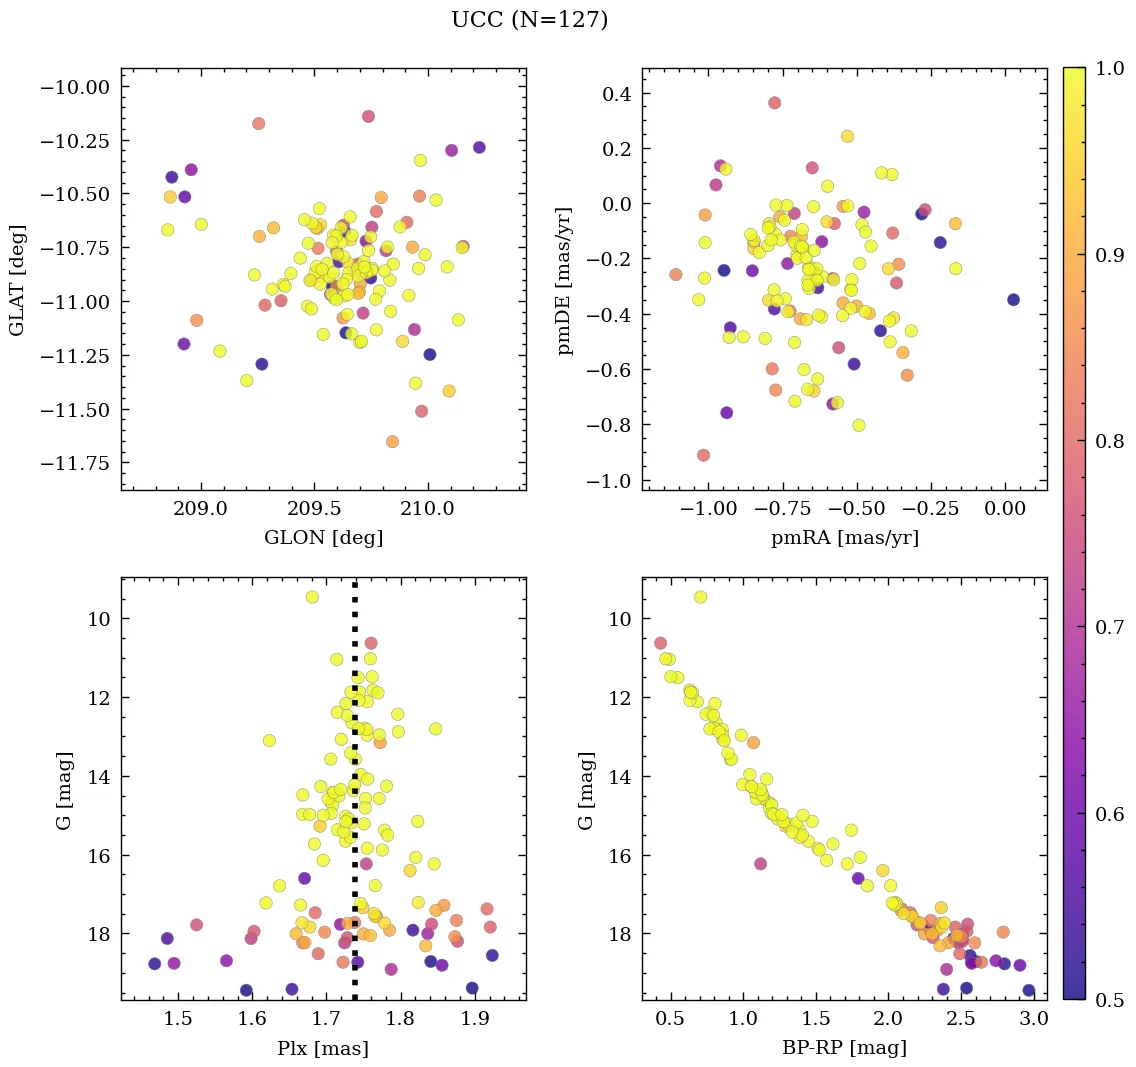 UCC (N=127)
−10.00
−10.25
−10.50
−10.75
−11.00
−11.25
−11.50
−11.75
GLAT [deg]
209.0 209.5 210.0
GLON [deg]
0.4
0.2
0.0
−0.2
−0.4
−0.6
−0.8
−1.0
pmDE [mas/yr]
−1.00 −0.75 −0.50 −0.25 0.00
pmRA [mas/yr]
10
12
14
16
18
G [mag]
1.5 1.6 1.7 1.8 1.9
Plx [mas]
10
12
14
16
18
G [mag]
0.5 1.0 1.5 2.0 2.5 3.0
BP-RP [mag]
1.0
0.9
0.8
0.7
0.6
0.5